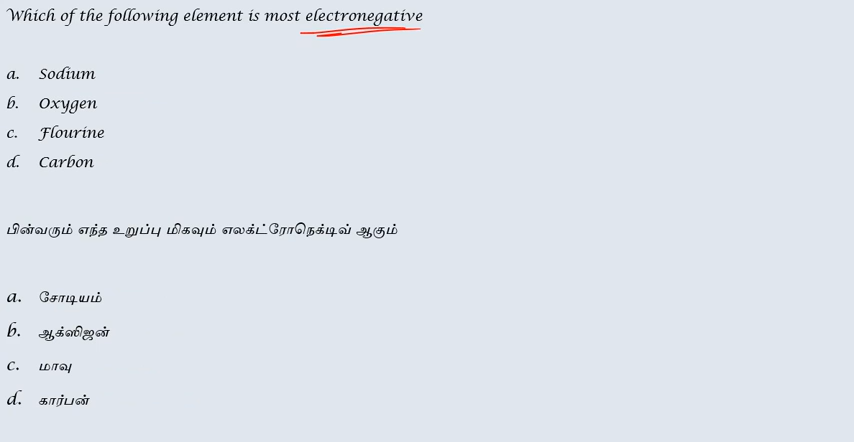 Which of the following element is most electronegative
a. Sodium
b. Oxygen
c. Flourine
d. Carbon
பின்வரும் எந்த உறுப்பு மிகவும் எலக்ட்ரோநெக்டிவ் ஆகும்
a. சோடியம்
b. ஆக்ஸிஜன்
c. மாவு
d. கார்பன்